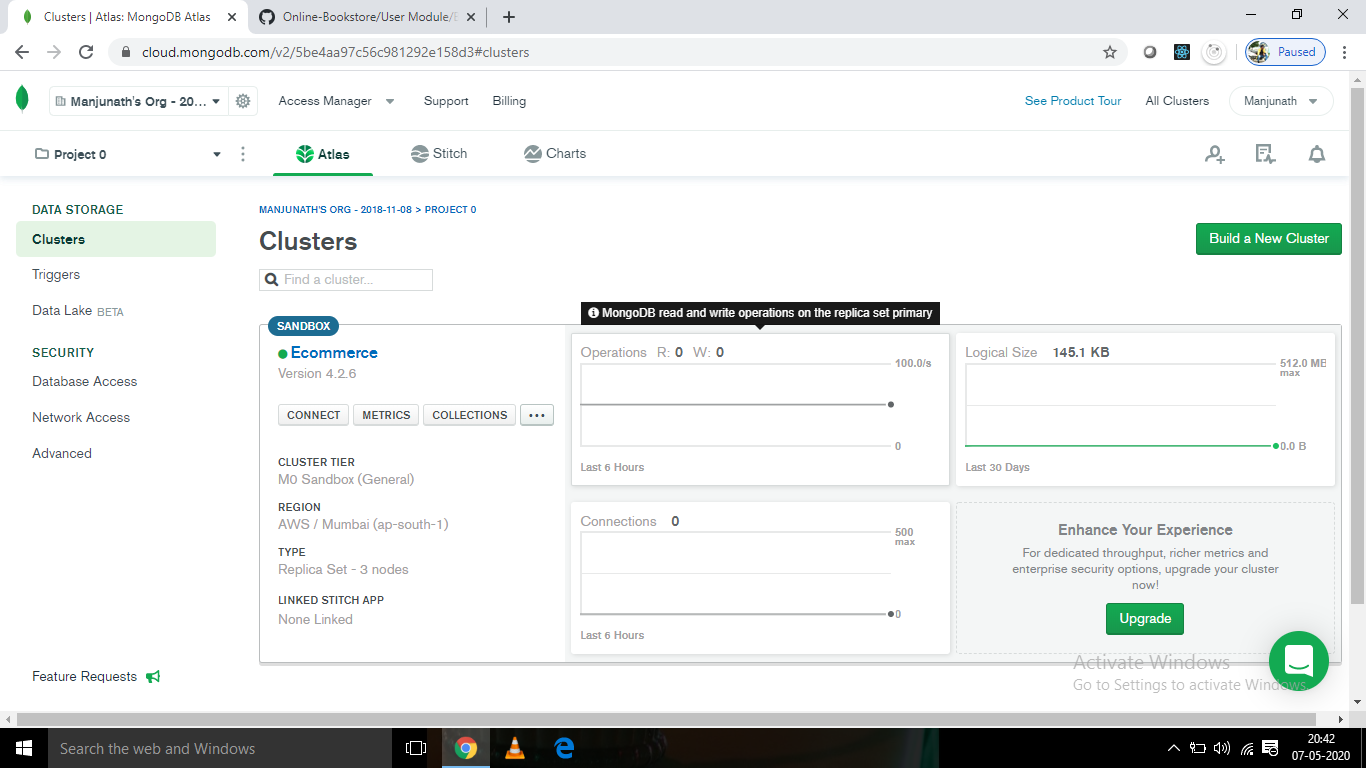 Clusters | Atlas: MongoDB Atlas
Online-Bookstore/User Module/
cloud.mongodb.com/v2/5be4aa97c56c981292e158d3#clusters
Paused
Manjunath's Org - 20...
Access Manager
Support
Billing
See Product Tour
All Clusters
Manjunath
Project 0
Atlas
Stitch
Charts
DATA STORAGE
Clusters
Triggers
Data Lake BETA
SECURITY
Database Access
Network Access
Advanced
Feature Requests
MANJUNATH'S ORG - 2018-11-08 > PROJECT 0
Clusters
Build a New Cluster
Find a cluster...
MongoDB read and write operations on the replica set primary
SANDBOX
Ecommerce
Version 4.2.6
CONNECT
METRICS
COLLECTIONS
...
CLUSTER TIER
M0 Sandbox (General)
REGION
AWS / Mumbai (ap-south-1)
TYPE
Replica Set - 3 nodes
LINKED STITCH APP
None Linked
Operations R: 0 W: 0
100.0/s
0
Last 6 Hours
Logical Size 145.1 KB
512.0 MB
max
0.0 B
Last 30 Days
Connections 0
500
max
0
Last 6 Hours
Enhance Your Experience
For dedicated throughput, richer metrics and
enterprise security options, upgrade your cluster
now!
Upgrade
Activate Windows
Go to Settings to activate Windows.
Search the web and Windows
20:42
07-05-2020